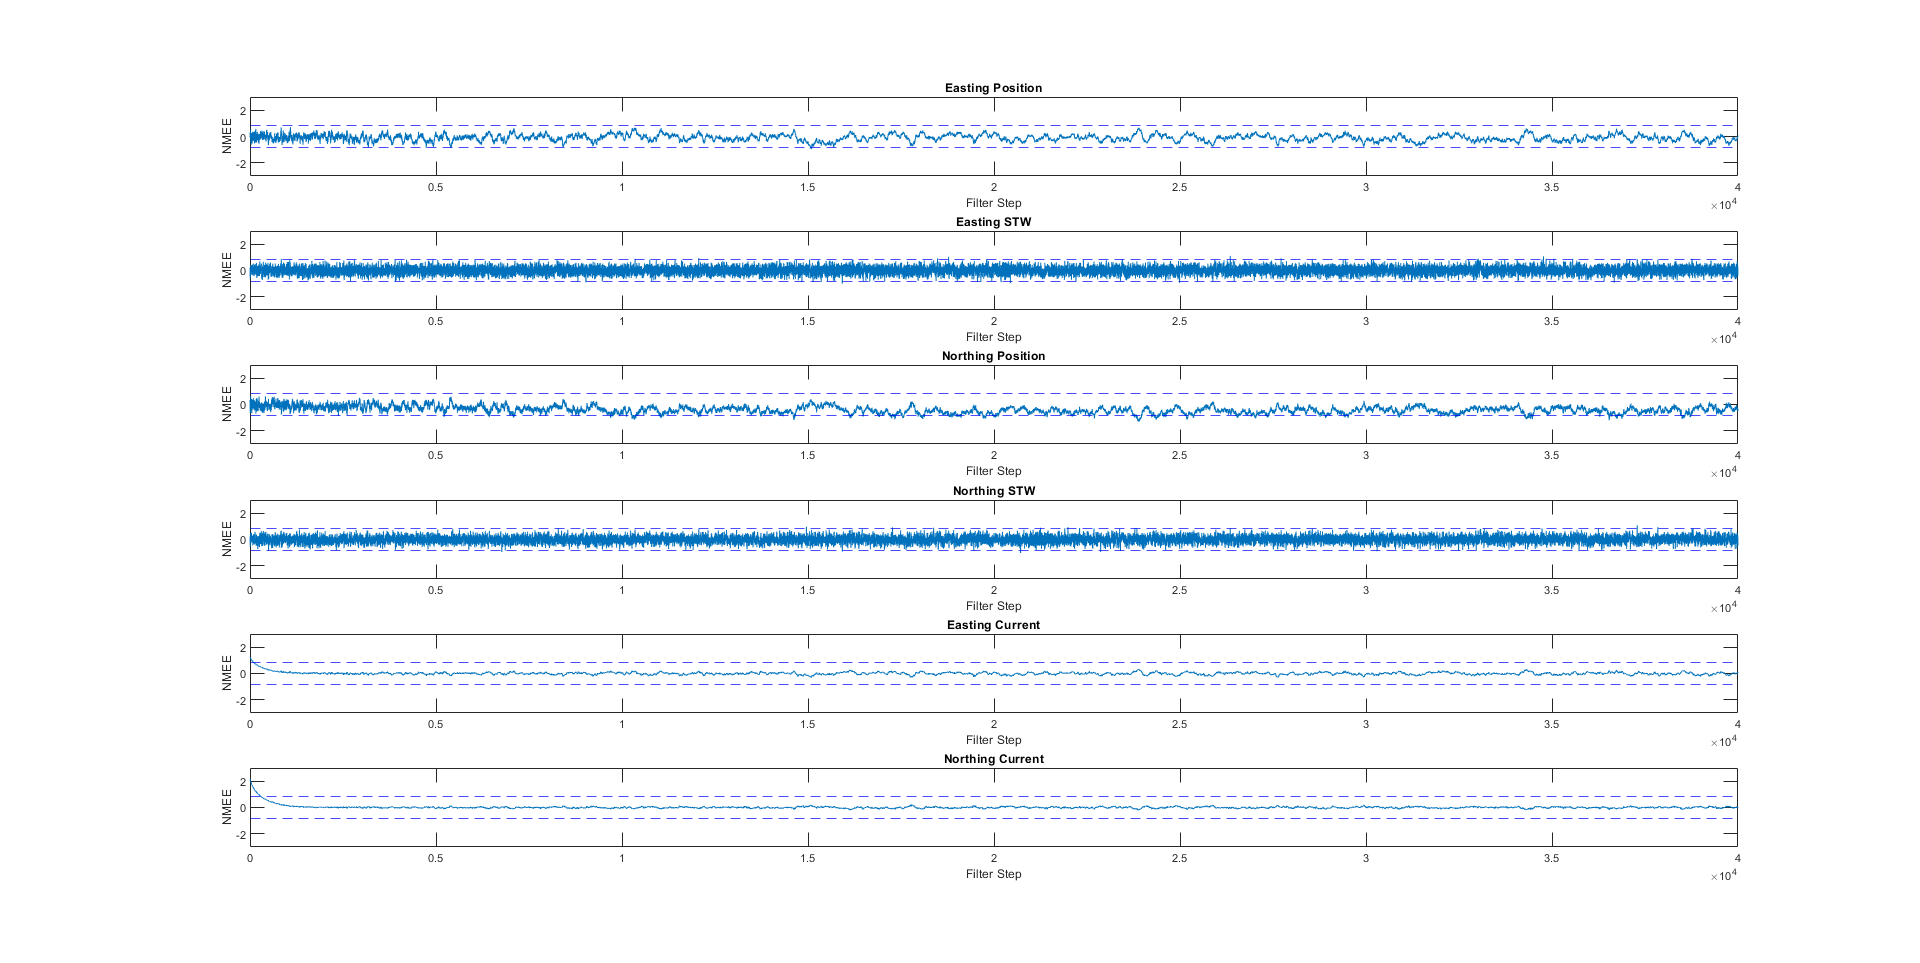 Easting Position
2
0
-2
NMEE
0 0.5 1 1.5 2 2.5 3 3.5 4
Filter Step
×10^4
Easting STW
2
0
-2
NMEE
0 0.5 1 1.5 2 2.5 3 3.5 4
Filter Step
×10^4
Northing Position
2
0
-2
NMEE
0 0.5 1 1.5 2 2.5 3 3.5 4
Filter Step
×10^4
Northing STW
2
0
-2
NMEE
0 0.5 1 1.5 2 2.5 3 3.5 4
Filter Step
×10^4
Easting Current
2
0
-2
NMEE
0 0.5 1 1.5 2 2.5 3 3.5 4
Filter Step
×10^4
Northing Current
2
0
-2
NMEE
0 0.5 1 1.5 2 2.5 3 3.5 4
Filter Step
×10^4